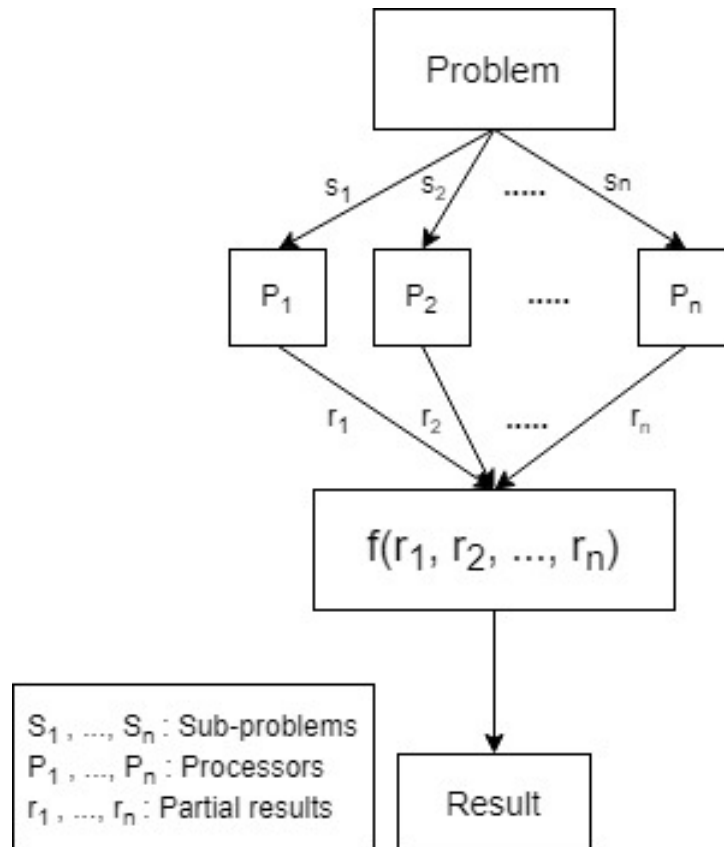 Problem
s₁ s₂ ..... sn
P₁ P₂ ..... Pₙ
r₁ r₂ ..... rₙ
f(r₁, r₂, ..., rₙ)
S₁ , ..., Sₙ : Sub-problems
P₁ , ..., Pₙ : Processors
r₁ , ..., rₙ : Partial results
Result